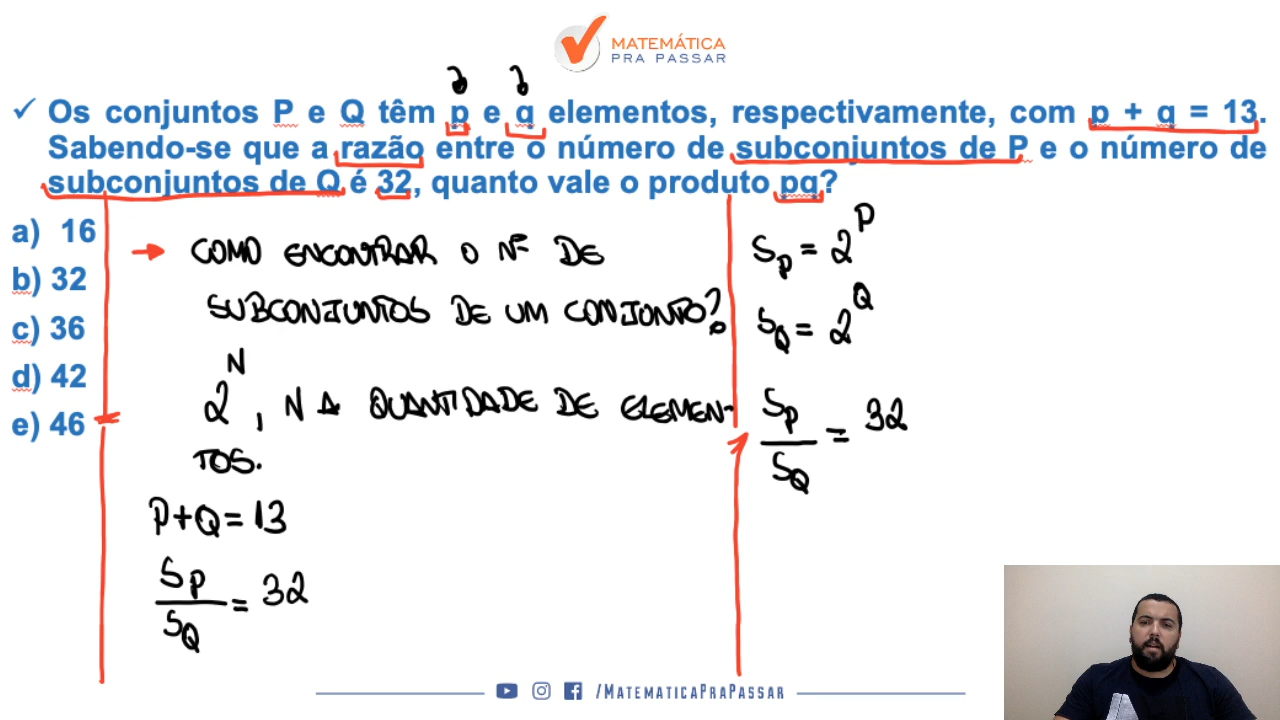 MATEMÁTICA
PRA PASSAR
✓ Os conjuntos P e Q têm p e q elementos, respectivamente, com p + q = 13.
Sabendo-se que a razão entre o número de subconjuntos de P e o número de
subconjuntos de Q é 32, quanto vale o produto pq?
a) 16
b) 32
c) 36
d) 42
e) 46
→ COMO ENCONTRAR O Nº DE
SUBCONJUNTOS DE UM CONJUNTO?
2^N, N A QUANTIDADE DE ELEMEN-
TOS.
P+Q=13
SP/SQ = 32
SP = 2^P
SQ = 2^Q
SP/SQ = 32
/MATEMATICAPRAPASSAR